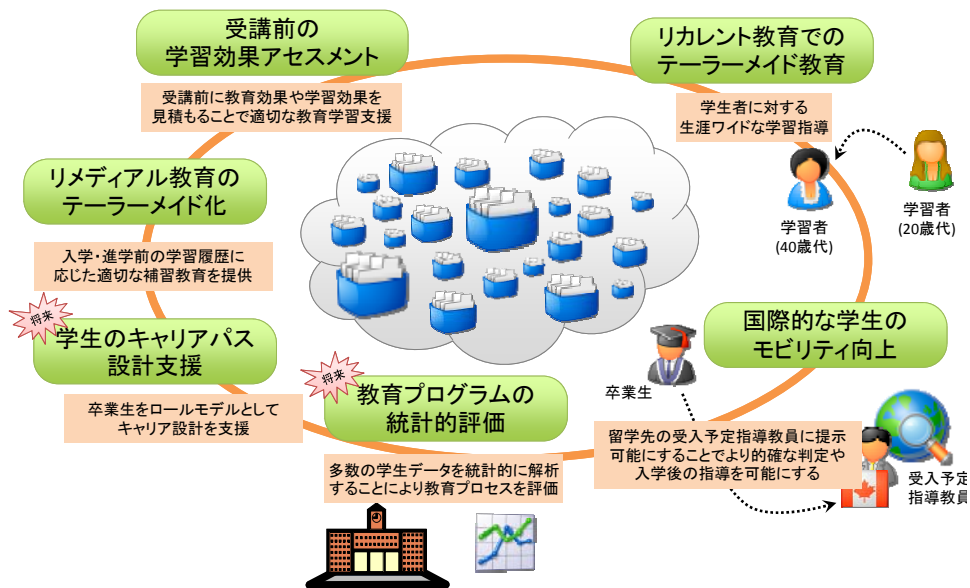 受講前の
学習効果アセスメント
受講前に教育効果や学習効果を
見積もることで適切な教育学習支援
リカレント教育での
テーラーメイド教育
学生者に対する
生涯ワイドな学習指導
学習者
(40歳代)
学習者
(20歳代)
リメディアル教育の
テーラーメイド化
入学・進学前の学習履歴に
応じた適切な補習教育を提供
将来
学生のキャリアパス
設計支援
卒業生をロールモデルとして
キャリア設計を支援
将来
教育プログラムの
統計的評価
多数の学生データを統計的に解析
することにより教育プロセスを評価
国際的な学生の
モビリティ向上
卒業生
留学先の受入予定指導教員に提示
可能にすることでより的確な判定や
入学後の指導を可能にする
受入予定
指導教員